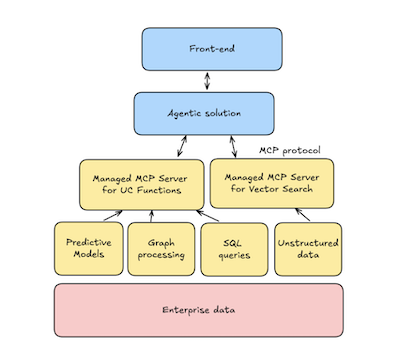 Front-end
Agentic solution
MCP protocol
Managed MCP Server
for UC Functions
Managed MCP Server
for Vector Search
Predictive
Models
Graph
processing
SQL
queries
Unstructured
data
Enterprise data